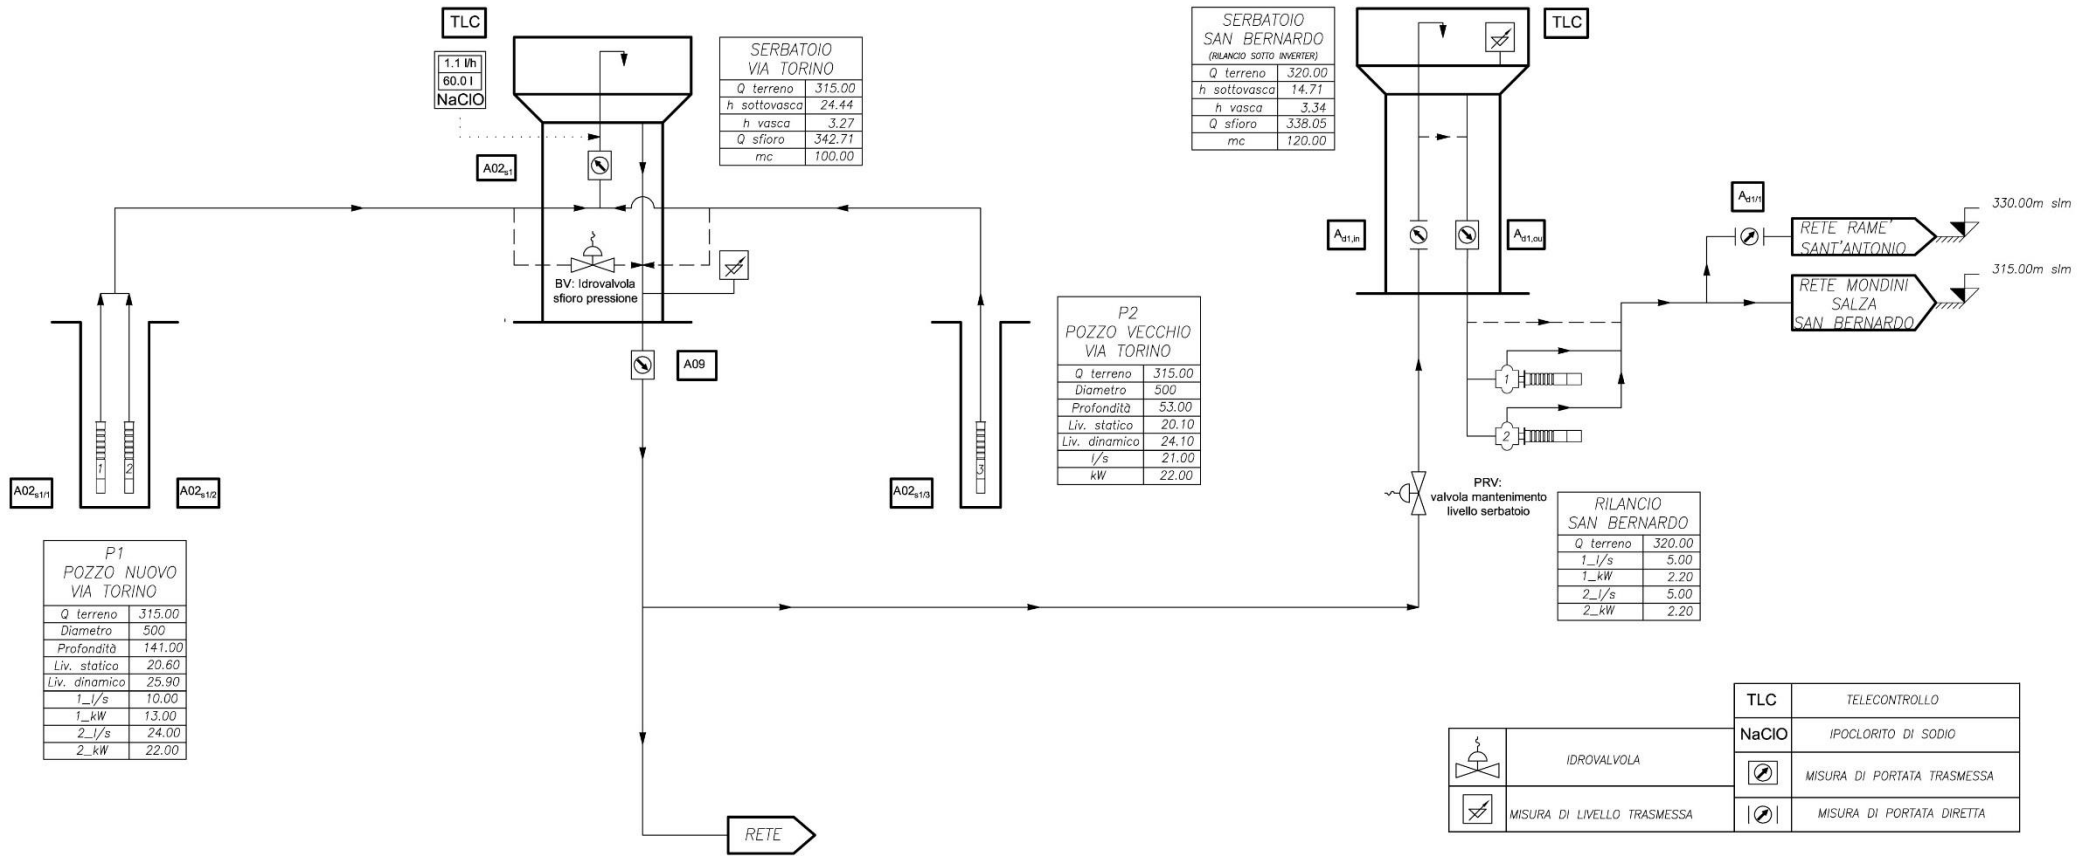 TLC
1.1 l/h
60.0 l
NaClO
SERBATOIO
VIA TORINO
Q terreno 315.00
h sottovasca 24.44
h vasca 3.27
Q sfioro 342.71
mc 100.00
A02s1
BV: Idrovalvola
sfioro pressione
A09
A02s1/1
1
2
A02s1/2
P1
POZZO NUOVO
VIA TORINO
Q terreno 315.00
Diametro 500
Profondità 141.00
Liv. statico 20.60
Liv. dinamico 25.90
1_l/s 10.00
1_kW 13.00
2_l/s 24.00
2_kW 22.00
A02s1/3
3
P2
POZZO VECCHIO
VIA TORINO
Q terreno 315.00
Diametro 500
Profondità 53.00
Liv. statico 20.10
Liv. dinamico 24.10
l/s 21.00
kW 22.00
RETE
SERBATOIO
SAN BERNARDO
(RILANCIO SOTTO INVERTER)
Q terreno 320.00
h sottovasca 14.71
h vasca 3.34
Q sfioro 338.05
mc 120.00
TLC
Ad1,in
Ad1,ou
Ad1/1
RETE RAME'
SANT'ANTONIO
330.00m slm
RETE MONDINI
SALZA
SAN BERNARDO
315.00m slm
1
2
PRV:
valvola mantenimento
livello serbatoio
RILANCIO
SAN BERNARDO
Q terreno 320.00
1_l/s 5.00
1_kW 2.20
2_l/s 5.00
2_kW 2.20
IDROVALVOLA
MISURA DI LIVELLO TRASMESSA
TLC TELECONTROLLO
NaClO IPOCLORITO DI SODIO
MISURA DI PORTATA TRASMESSA
MISURA DI PORTATA DIRETTA